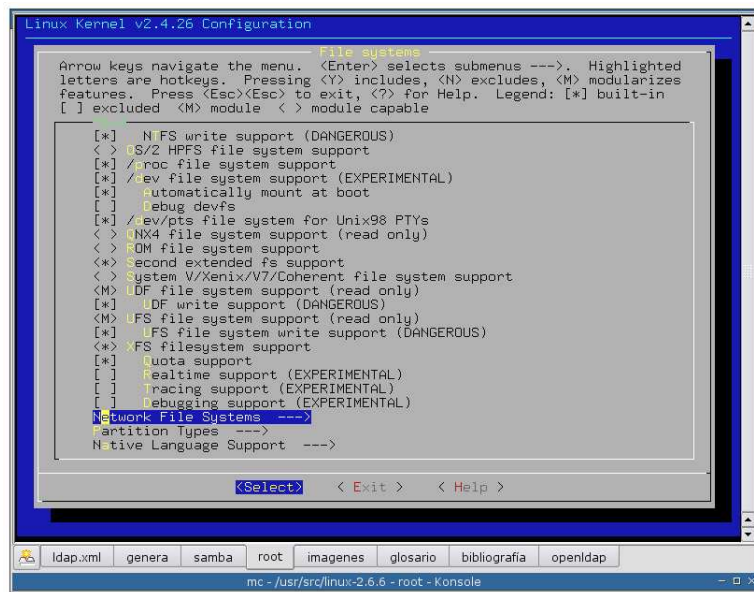 Linux Kernel v2.4.26 Configuration
File systems
Arrow keys navigate the menu.  <Enter> selects submenus --->.  Highlighted
letters are hotkeys.  Pressing <Y> includes, <N> excludes, <M> modularizes
features.  Press <Esc><Esc> to exit, <?> for Help.  Legend: [*] built-in
[ ] excluded  <M> module  < > module capable
[*]   NTFS write support (DANGEROUS)
< > OS/2 HPFS file system support
[*] /proc file system support
[*] /dev file system support (EXPERIMENTAL)
[*]   Automatically mount at boot
[ ]   Debug devfs
[*] /dev/pts file system for Unix98 PTYs
< > QNX4 file system support (read only)
< > ROM file system support
<*> Second extended fs support
< > System V/Xenix/V7/Coherent file system support
<M> UDF file system support (read only)
[*]   UDF write support (DANGEROUS)
<M> UFS file system support (read only)
[*]   UFS file system write support (DANGEROUS)
<*> XFS filesystem support
[*]   Quota support
[ ]   Realtime support (EXPERIMENTAL)
[ ]   Tracing support (EXPERIMENTAL)
[ ]   Debugging support (EXPERIMENTAL)
Network File Systems  --->
Partition Types  --->
Native Language Support  --->
<Select>    < Exit >    < Help >
ldap.xml genera samba root imagenes glosario bibliografía openldap
mc - /usr/src/linux-2.6.6 - root - Konsole